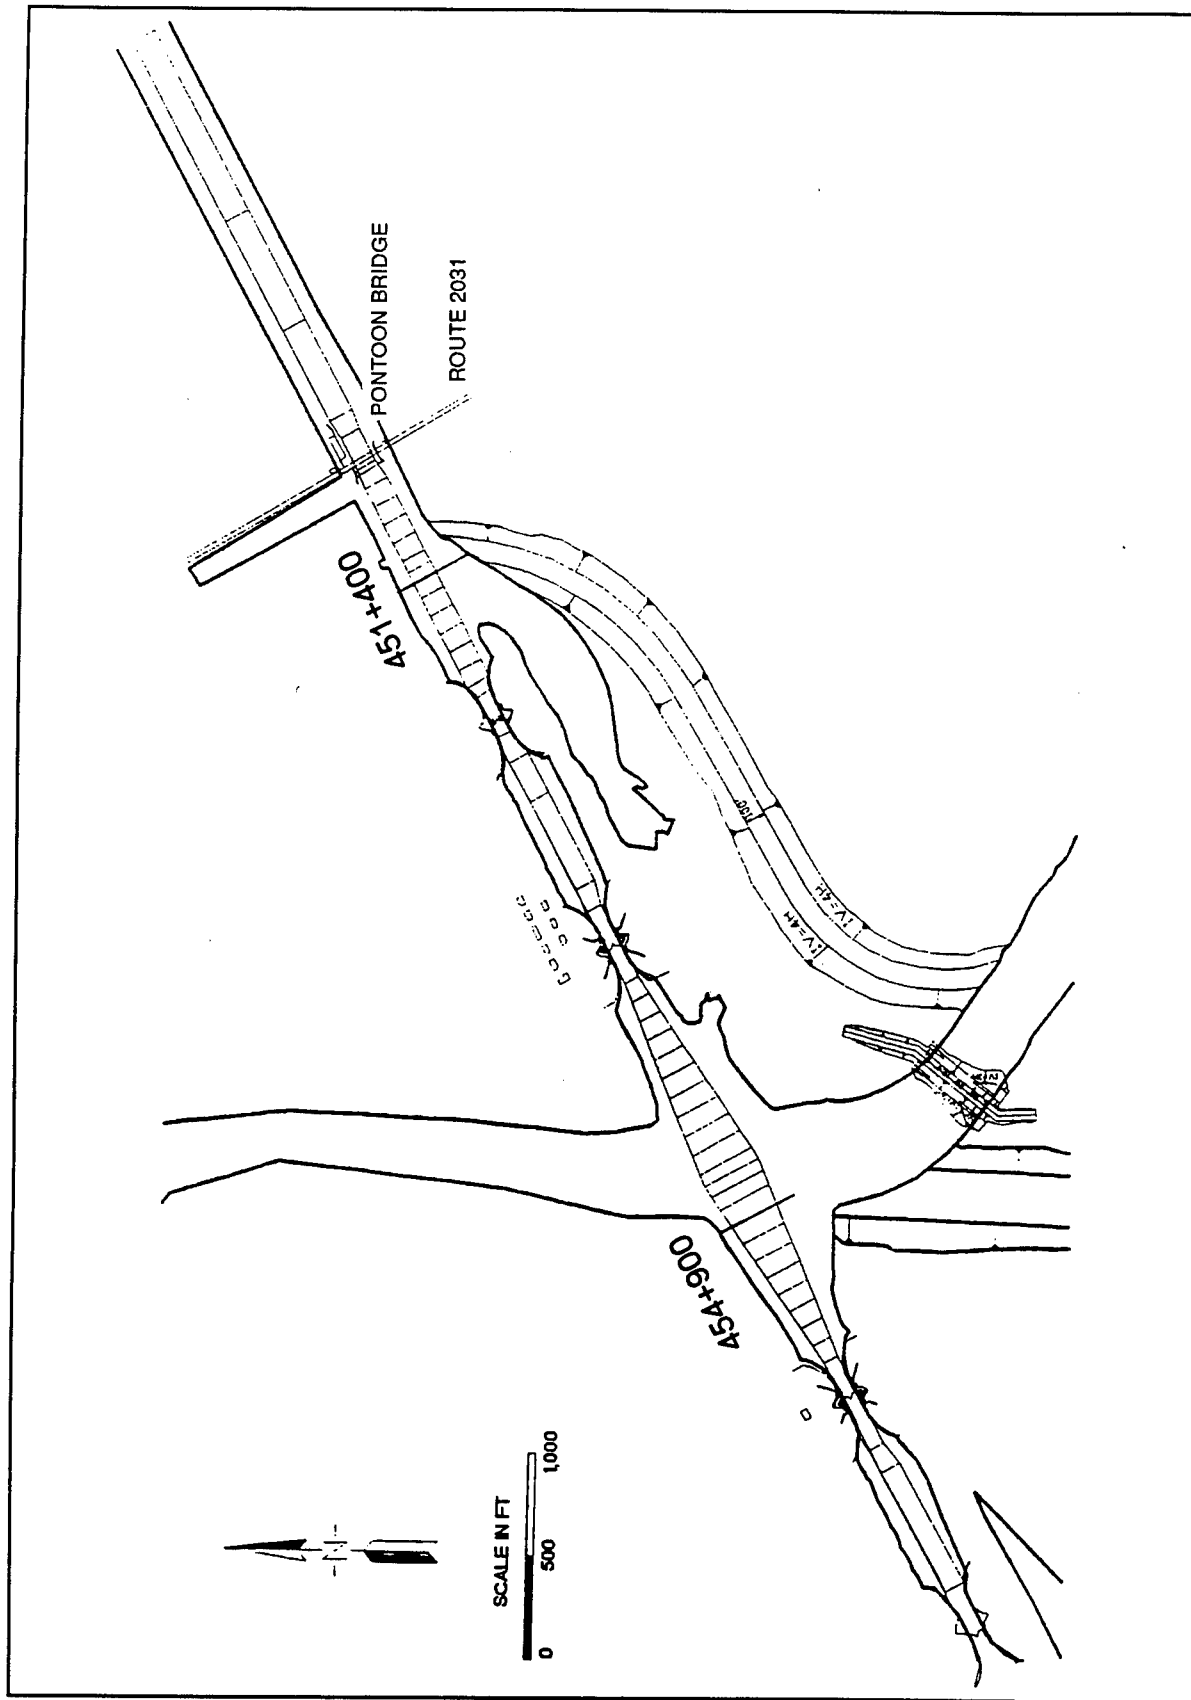 PONTOON BRIDGE
ROUTE 2031
451+400
150'
1V=4H
1V=4H
454+900
N
SCALE IN FT
0 500 1,000